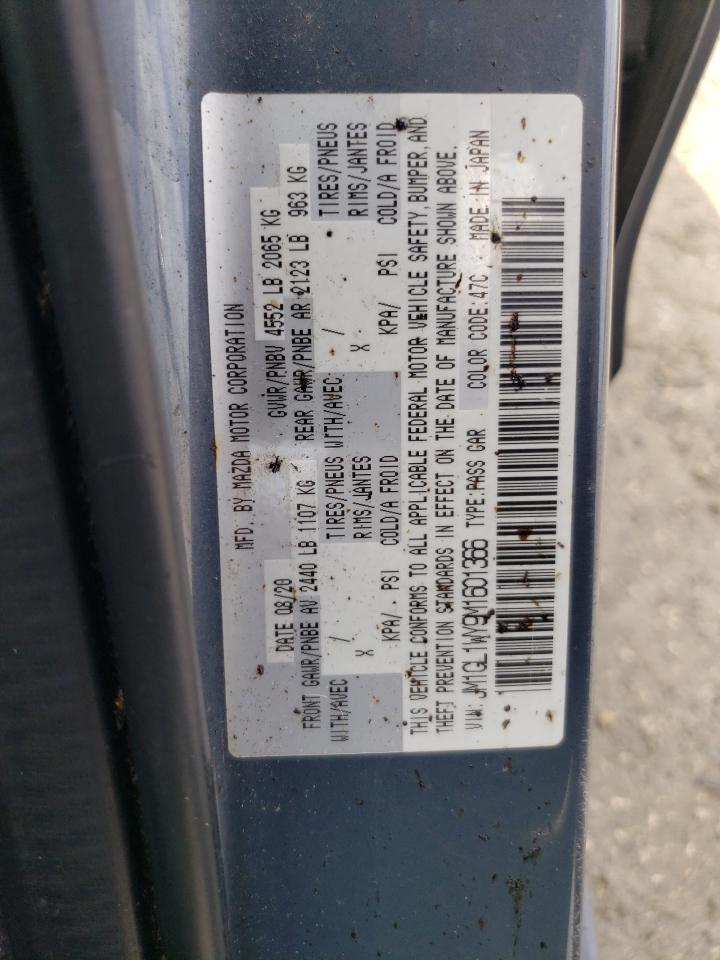 MFD. BY MAZDA MOTOR CORPORATION
DATE 08/20 GVWR/PNBV 4552 LB 2065 KG
FRONT GAWR/PNBE AV 2440 LB 1107 KG REAR GAWR/PNBE AR 2123 LB 963 KG
WITH/AVEC / TIRES/PNEUS WITH/AVEC / TIRES/PNEUS
X RIMS/JANTES X RIMS/JANTES
KPA/ PSI COLD/A FROID KPA/ PSI COLD/A FROID
THIS VEHICLE CONFORMS TO ALL APPLICABLE FEDERAL MOTOR VEHICLE SAFETY, BUMPER, AND
THEFT PREVENTION STANDARDS IN EFFECT ON THE DATE OF MANUFACTURE SHOWN ABOVE.
VIN: JM1GL1WY9M1601366 TYPE: PASS CAR COLOR CODE: 47C MADE IN JAPAN